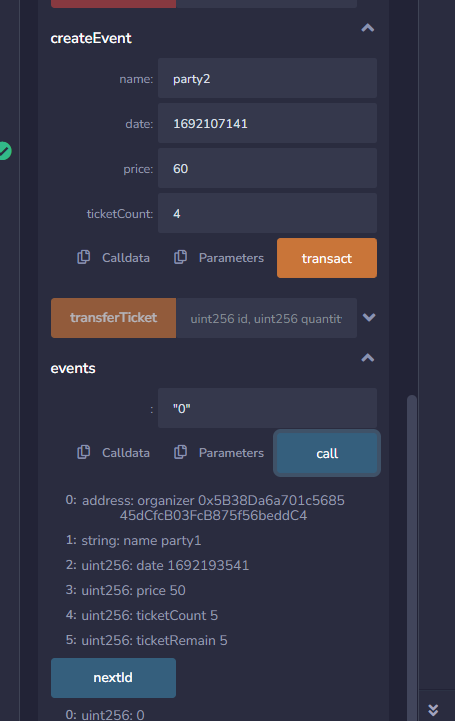 createEvent
name: party2
date: 1692107141
price: 60
ticketCount: 4
Calldata Parameters transact
transferTicket uint256 id, uint256 quantit
events
: "0"
Calldata Parameters call
0: address: organizer 0x5B38Da6a701c5685
45dCfcB03FcB875f56beddC4
1: string: name party1
2: uint256: date 1692193541
3: uint256: price 50
4: uint256: ticketCount 5
5: uint256: ticketRemain 5
nextId
0: uint256: 0